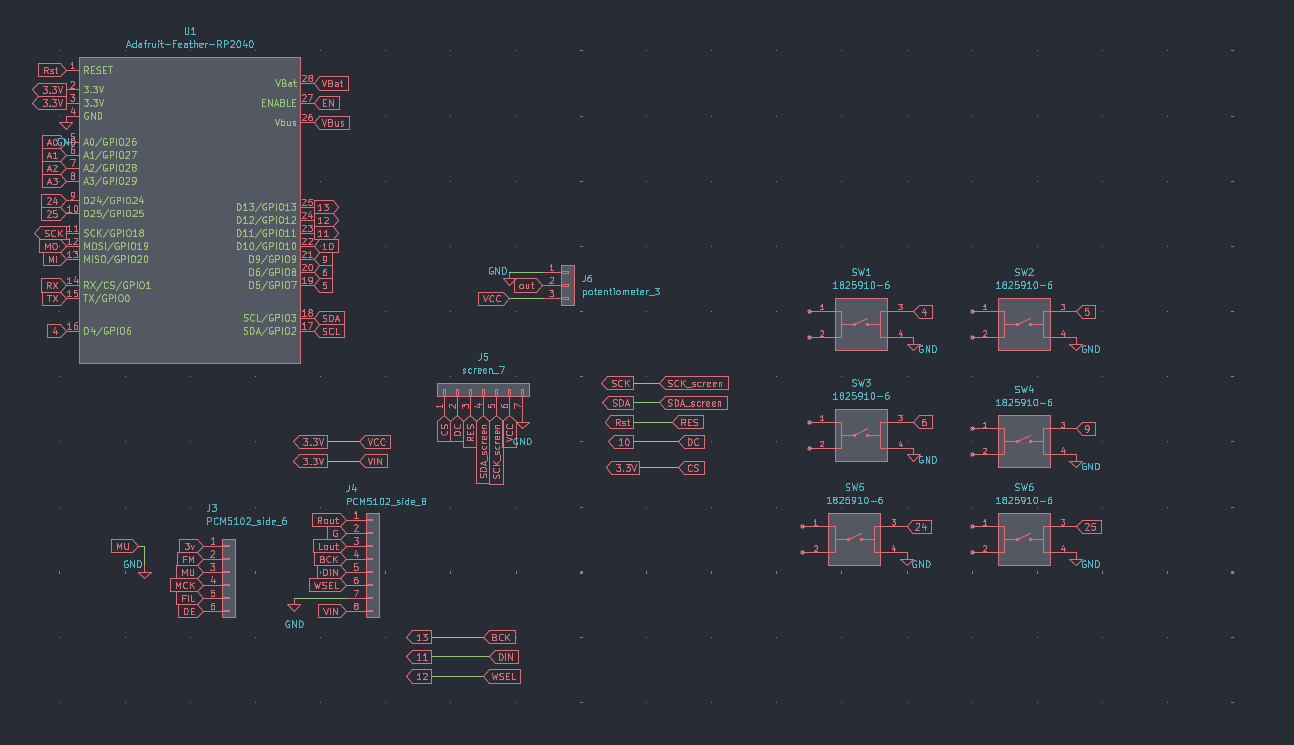 U1
Adafruit-Feather-RP2040
Rst 1 RESET
3.3V 2 3.3V
3.3V 3 3.3V
4 GND
GND
A0 5 A0/GPIO26
A1 6 A1/GPIO27
A2 7 A2/GPIO28
A3 8 A3/GPIO29
24 9 D24/GPIO24
25 10 D25/GPIO25
SCK 11 SCK/GPIO18
MO 12 MOSI/GPIO19
MI 13 MISO/GPIO20
RX 14 RX/CS/GPIO1
TX 15 TX/GPIO0
4 16 D4/GPIO6
VBat 28 VBat
ENABLE 27 EN
Vbus 26 VBus
D13/GPIO13 25 13
D12/GPIO12 24 12
D11/GPIO11 23 11
D10/GPIO10 22 10
D9/GPIO9 21 9
D6/GPIO8 20 6
D5/GPIO7 19 5
SCL/GPIO3 18 SDA
SDA/GPIO2 17 SCL
J6
potentiometer_3
GND 1
out 2
VCC 3
J5
screen_7
1 CS
2 DC
3 RES
4 SDA_screen
5 SCK_screen
6 VCC
7 GND
SCK SCK_screen
SDA SDA_screen
Rst RES
10 DC
3.3V CS
3.3V VCC
3.3V VIN
J3
PCM5102_side_6
3v 1
FM 2
MU 3
MCK 4
FIL 5
DE 6
MU
GND
J4
PCM5102_side_8
Rout 1
G 2
Lout 3
BCK 4
DIN 5
WSEL 6
7
GND
VIN 8
13 BCK
11 DIN
12 WSEL
SW1
1825910-6
1 3 4
2 4 GND
SW2
1825910-6
1 3 5
2 4 GND
SW3
1825910-6
1 3 6
2 4 GND
SW4
1825910-6
1 3 9
2 4 GND
SW5
1825910-6
1 3 24
2 4 GND
SW6
1825910-6
1 3 25
2 4 GND